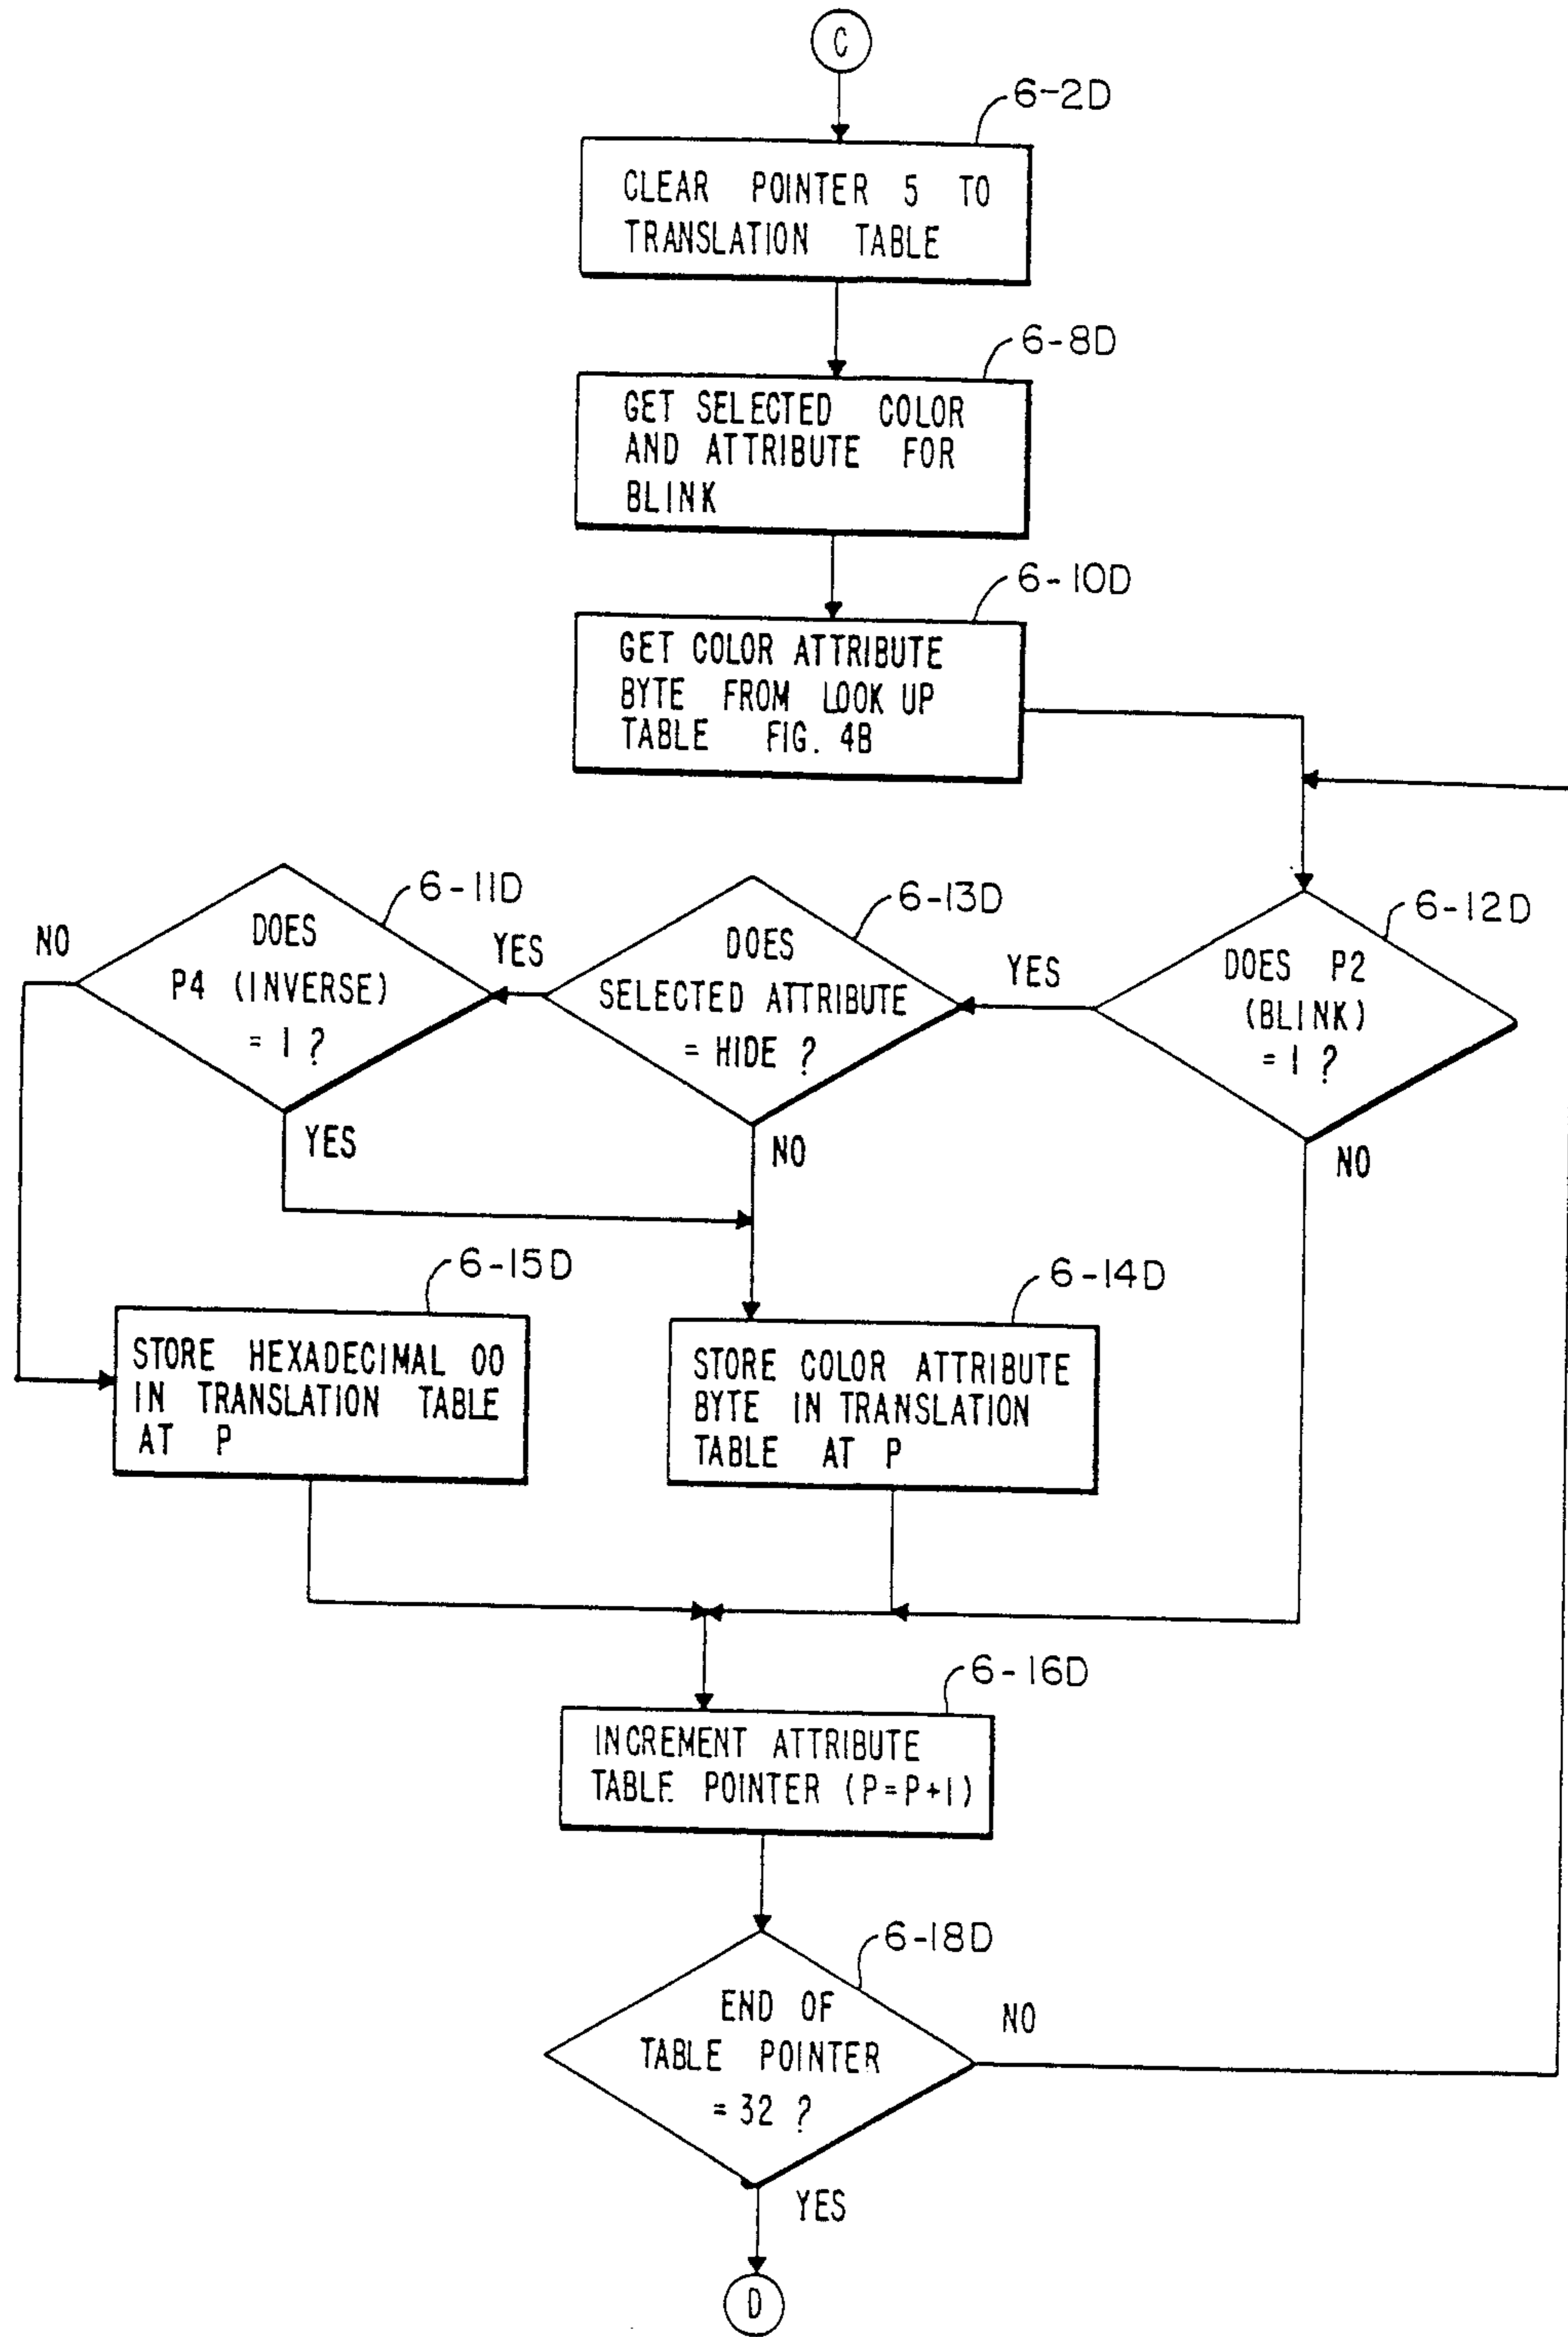 C
6-2D
CLEAR POINTER 5 TO
TRANSLATION TABLE
6-8D
GET SELECTED COLOR
AND ATTRIBUTE FOR
BLINK
6-10D
GET COLOR ATTRIBUTE
BYTE FROM LOOK UP
TABLE FIG. 4B
6-11D
NO
DOES
P4 (INVERSE)
= 1 ?
YES
YES
6-13D
DOES
SELECTED ATTRIBUTE
= HIDE ?
YES
NO
6-12D
DOES P2
(BLINK)
= 1 ?
NO
6-15D
STORE HEXADECIMAL 00
IN TRANSLATION TABLE
AT P
6-14D
STORE COLOR ATTRIBUTE
BYTE IN TRANSLATION
TABLE AT P
6-16D
INCREMENT ATTRIBUTE
TABLE POINTER (P=P+1)
6-18D
END OF
TABLE POINTER
= 32 ?
NO
YES
D